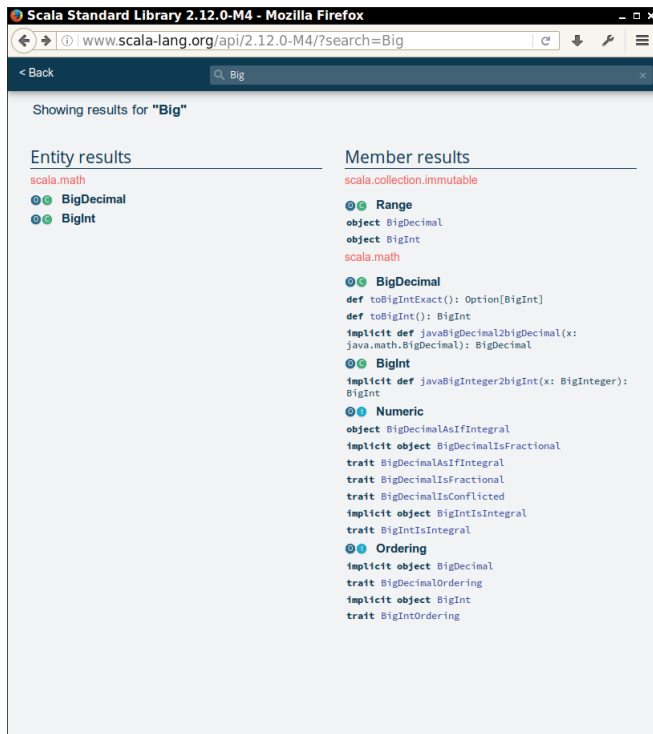 Scala Standard Library 2.12.0-M4 - Mozilla Firefox
www.scala-lang.org/api/2.12.0-M4/?search=Big
< Back
Big
Showing results for "Big"
Entity results
scala.math
BigDecimal
BigInt
Member results
scala.collection.immutable
Range
object BigDecimal
object BigInt
scala.math
BigDecimal
def toBigIntExact(): Option[BigInt]
def toBigInt(): BigInt
implicit def javaBigDecimal2bigDecimal(x:
java.math.BigDecimal): BigDecimal
BigInt
implicit def javaBigInteger2bigInt(x: BigInteger):
BigInt
Numeric
object BigDecimalAsIfIntegral
implicit object BigDecimalIsFractional
trait BigDecimalAsIfIntegral
trait BigDecimalIsFractional
trait BigDecimalIsConflicted
implicit object BigIntIsIntegral
trait BigIntIsIntegral
Ordering
implicit object BigDecimal
trait BigDecimalOrdering
implicit object BigInt
trait BigIntOrdering